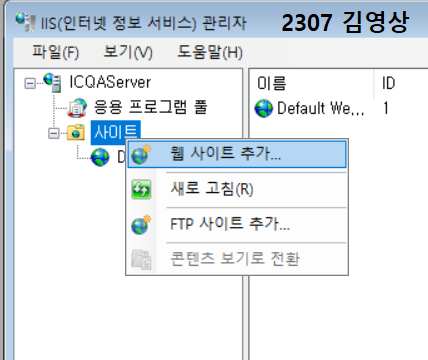 IIS(인터넷 정보 서비스) 관리자 2307 김영상
파일(F) 보기(V) 도움말(H)
ICQAServer
응용 프로그램 풀
사이트
D
이름 ID
Default We... 1
웹 사이트 추가...
새로 고침(R)
FTP 사이트 추가...
콘텐츠 보기로 전환